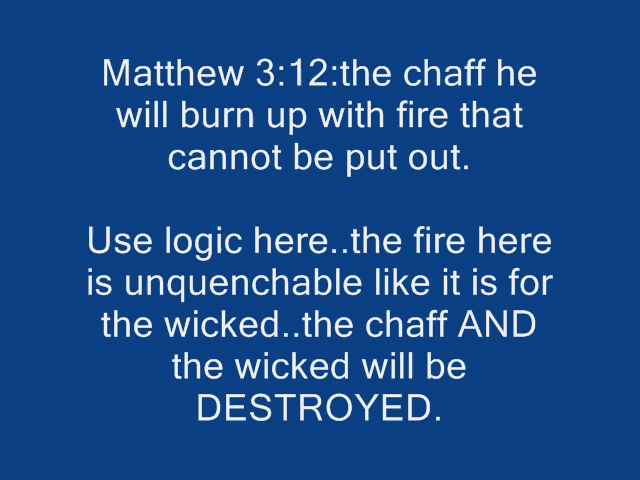 Matthew 3:12:the chaff he
will burn up with fire that
cannot be put out.
Use logic here..the fire here
is unquenchable like it is for
the wicked..the chaff AND
the wicked will be
DESTROYED.